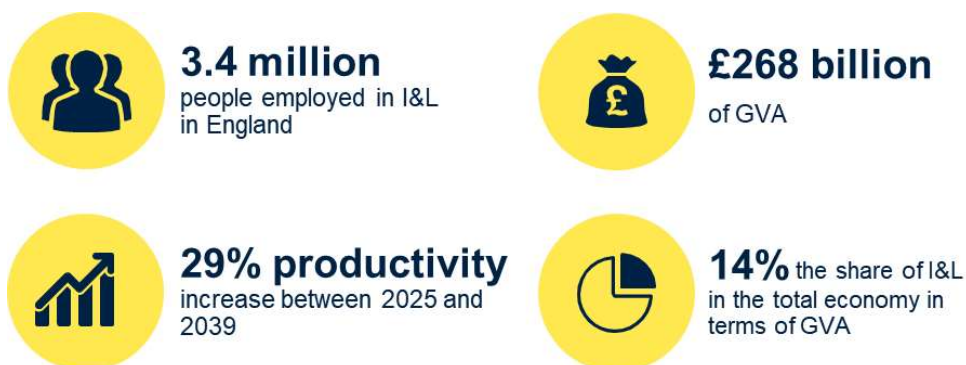 3.4 million
people employed in I&L
in England
£268 billion
of GVA
£
29% productivity
increase between 2025 and
2039
14% the share of I&L
in the total economy in
terms of GVA